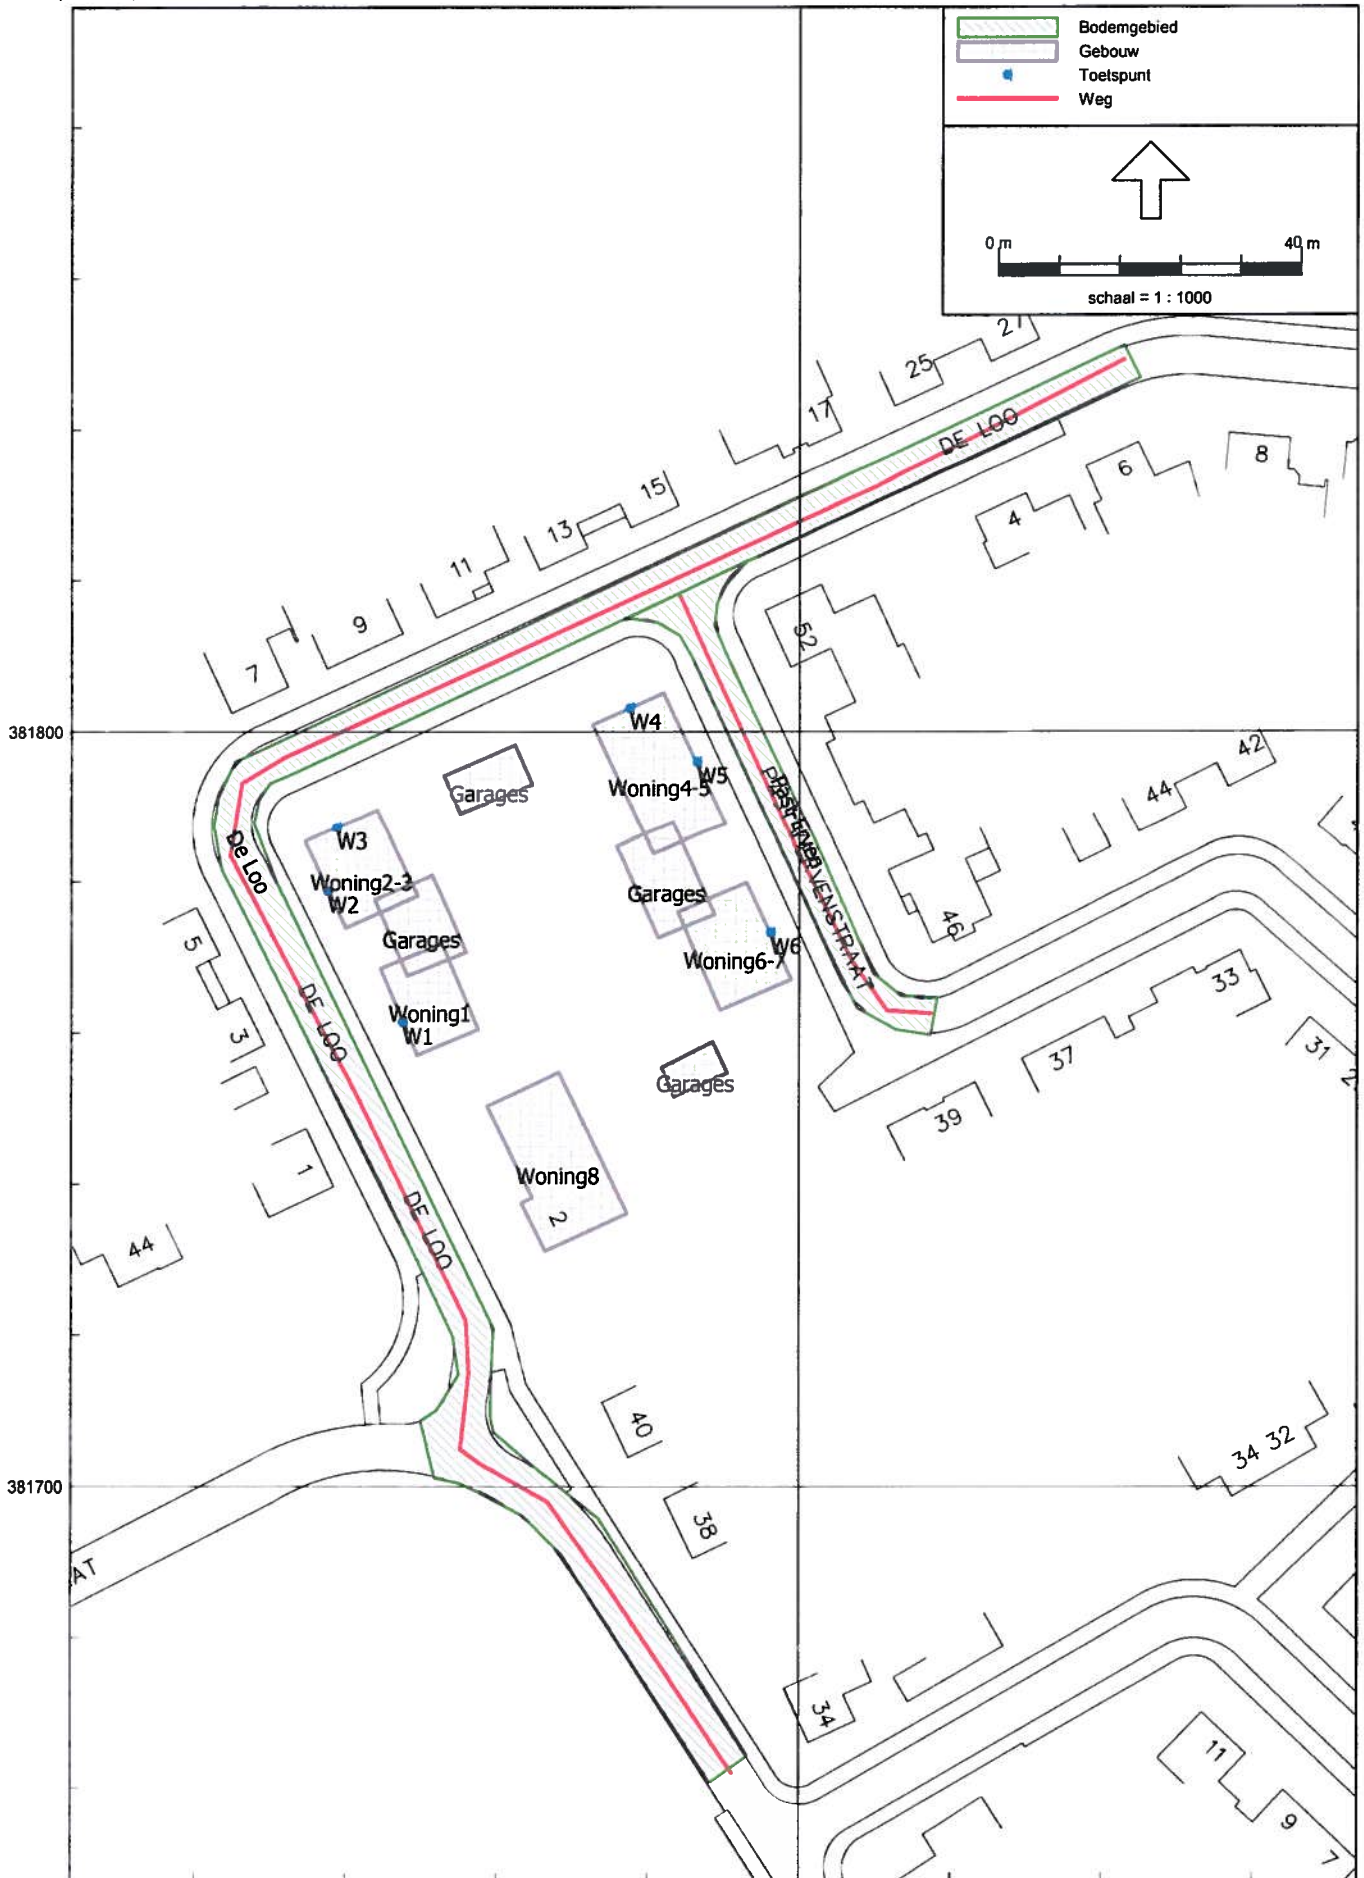 Bodemgebied
Gebouw
Toetspunt
Weg
0 m
40 m
schaal = 1 : 1000
27
25
17
DE LOO
15
13
11
9
7
8
6
4
52
381800
W4
W5
Woning4-5
Garages
42
44
W3
De Loo
Woning2-3
W2
Garages
Garages
W6
Woning6-7
46
5
3
1
DE LOO
Woning1
W1
Garages
33
37
31
39
Woning8
2
DE LOO
44
40
38
34 32
381700
AT
34
11
9
7